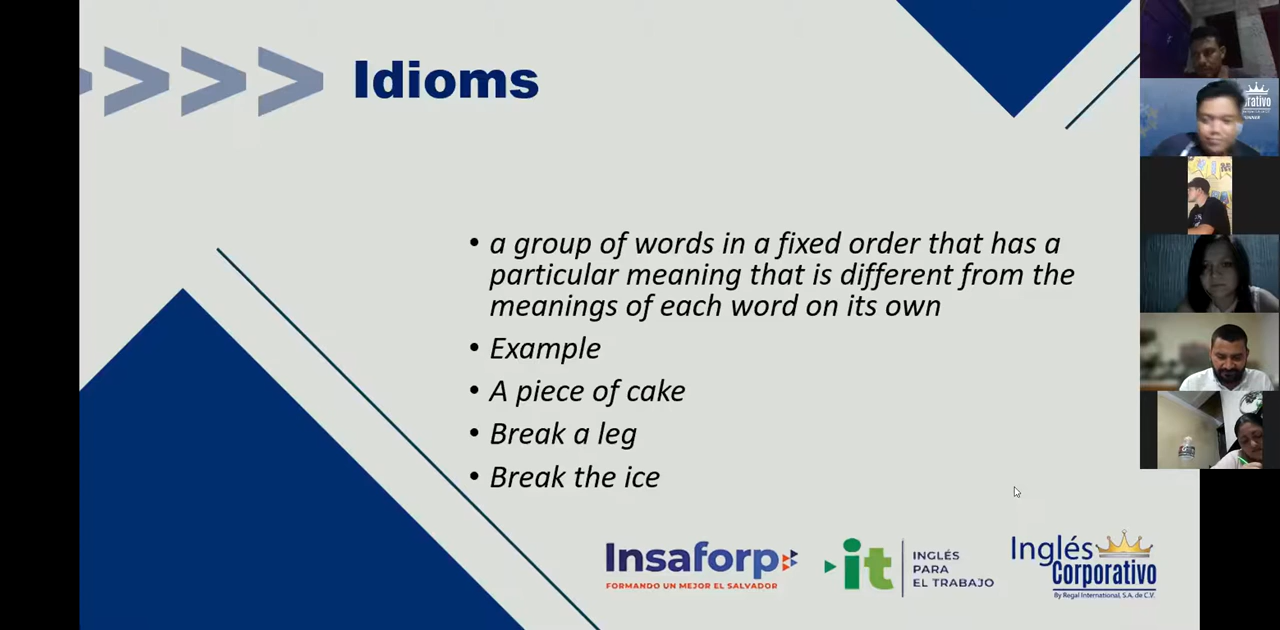 Idioms
• a group of words in a fixed order that has a
particular meaning that is different from the
meanings of each word on its own
• Example
• A piece of cake
• Break a leg
• Break the ice
Insaforp
FORMANDO UN MEJOR EL SALVADOR
it
INGLÉS
PARA
EL TRABAJO
Inglés
Corporativo
By Regal International, S.A. de C.V.